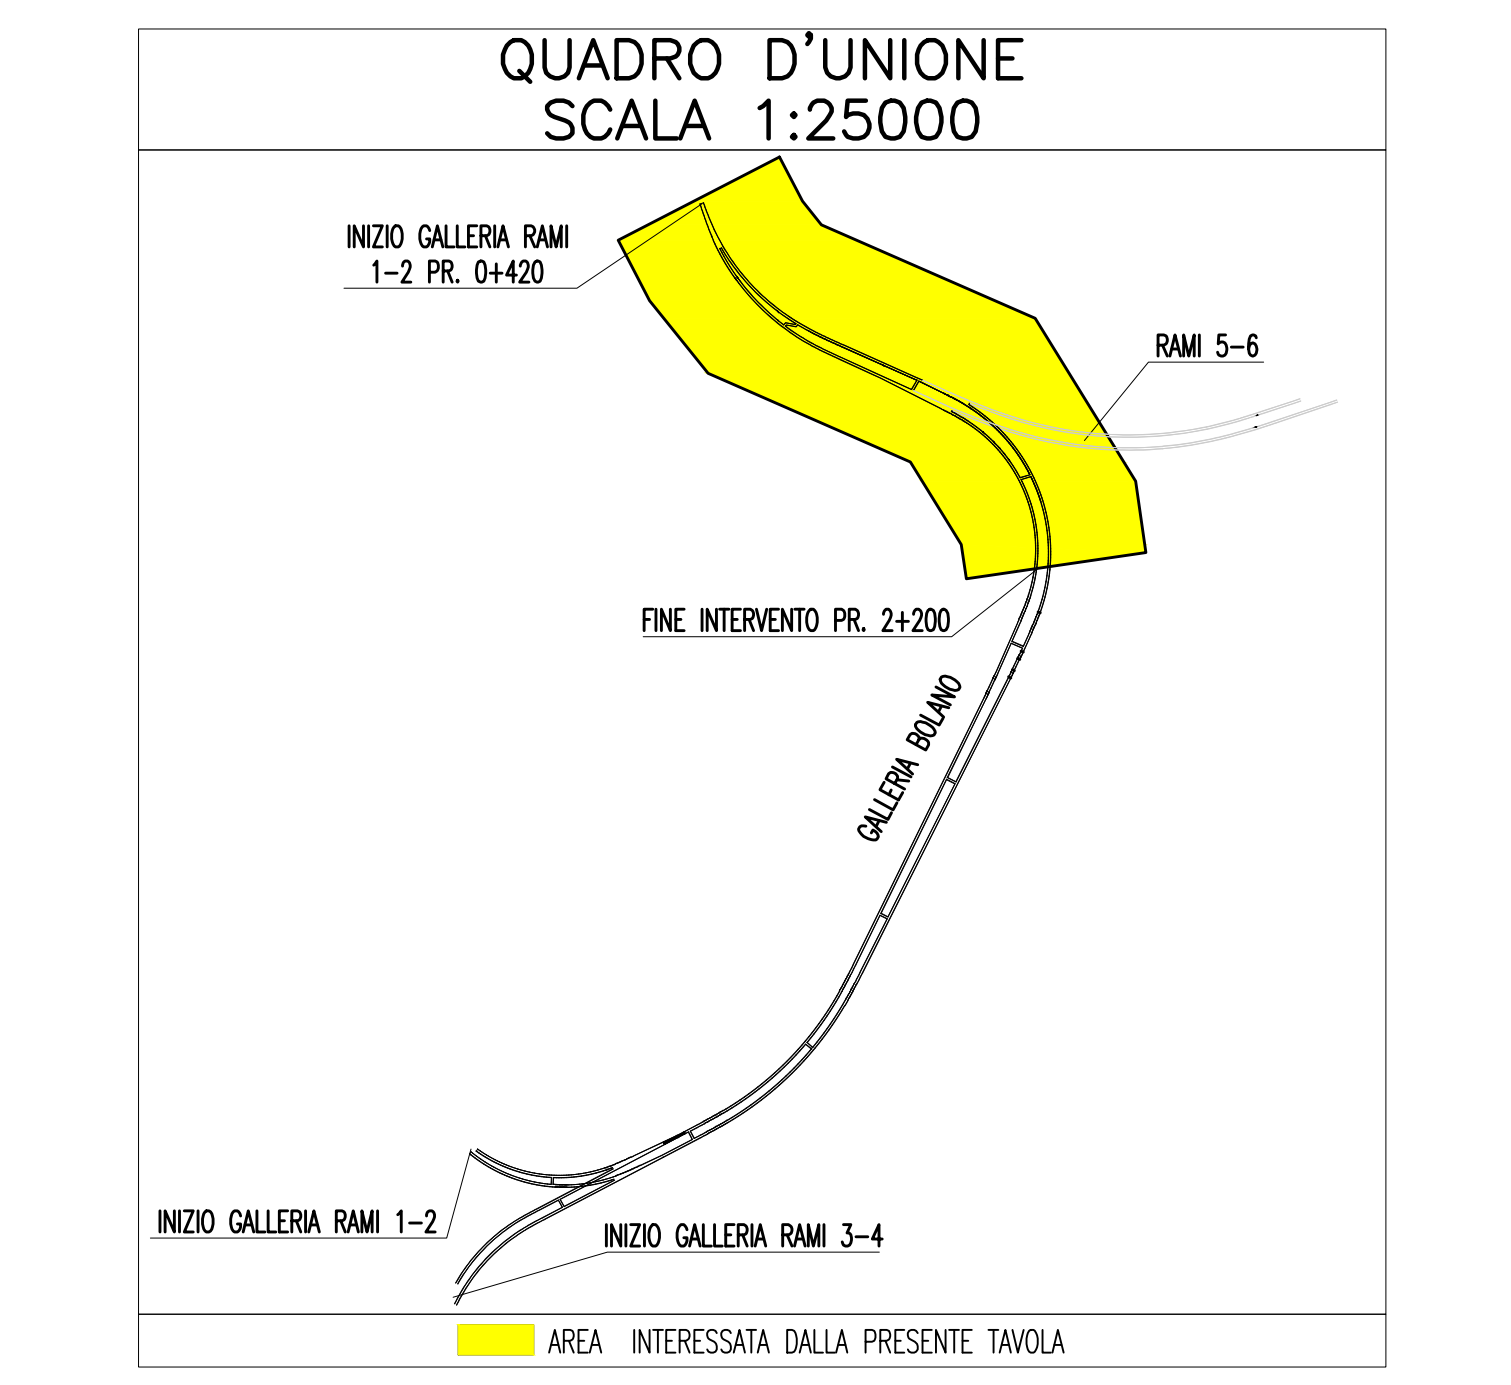 QUADRO D'UNIONE
SCALA 1:25000
INIZIO GALLERIA RAMI
1-2 PR. 0+420
RAMI 5-6
FINE INTERVENTO PR. 2+200
GALLERIA BOLANO
INIZIO GALLERIA RAMI 1-2
INIZIO GALLERIA RAMI 3-4
AREA INTERESSATA DALLA PRESENTE TAVOLA